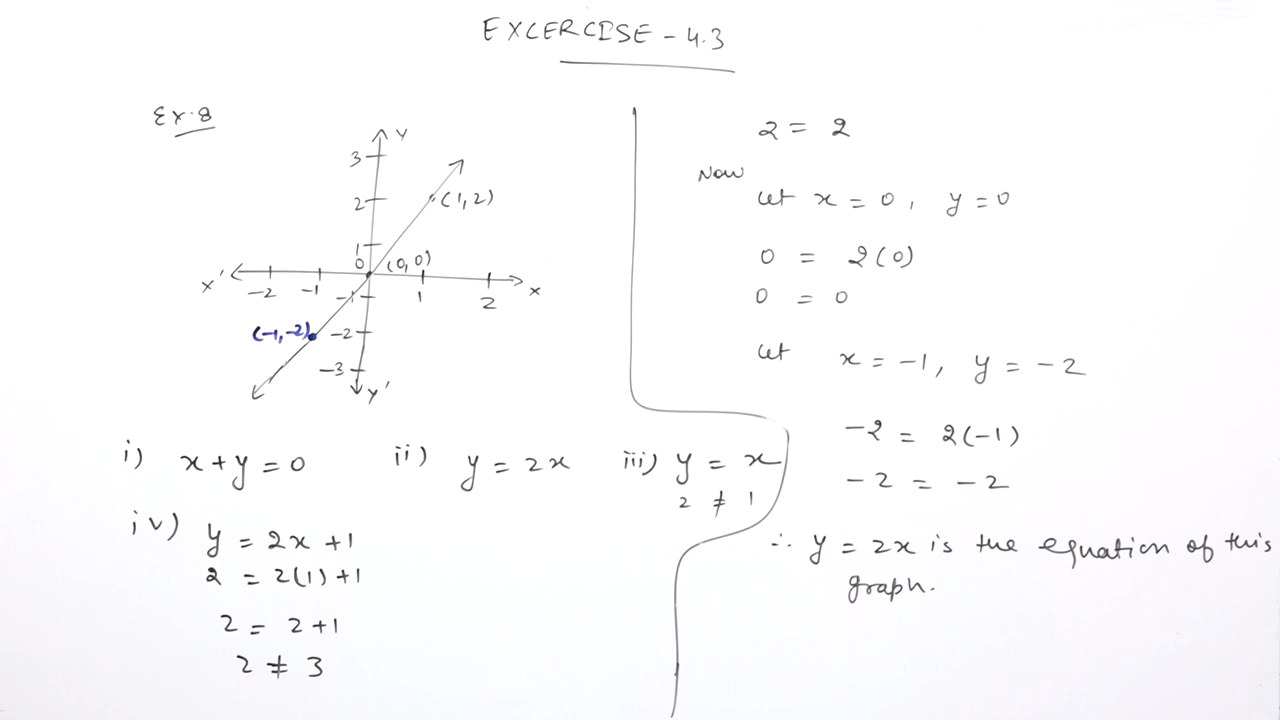 EXCERCISE - 4.3
Ex. 8
Y
3
2
(1,2)
1
0
(0,0)
X'
-2
-1
-1
1
2
X
(-1,-2)
-2
-3
Y'
i) x + y = 0
ii) y = 2x
iii) y = x
2 ≠ 1
iv) y = 2x + 1
2 = 2(1) + 1
2 = 2 + 1
2 ≠ 3
2 = 2
Now
let x = 0, y = 0
0 = 2(0)
0 = 0
let x = -1, y = -2
-2 = 2(-1)
-2 = -2
∴ y = 2x is the equation of this
graph.